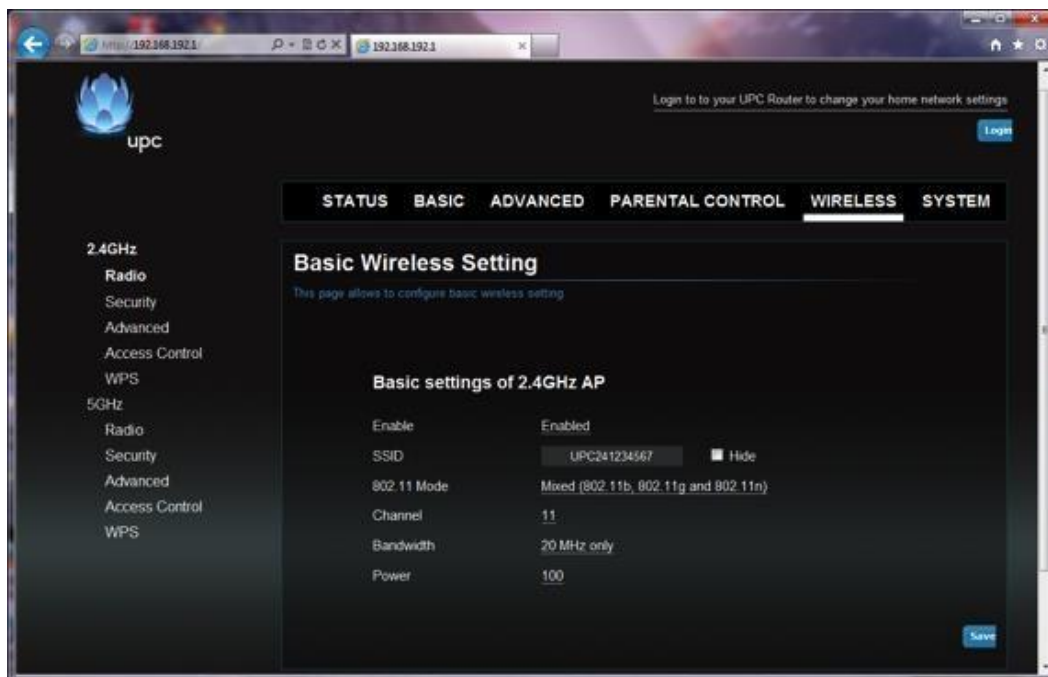 http://192.168.192.1/
192.168.192.1
upc
Login to to your UPC Router to change your home network settings
Login
STATUS BASIC ADVANCED PARENTAL CONTROL WIRELESS SYSTEM
2.4GHz
Radio
Security
Advanced
Access Control
WPS
5GHz
Radio
Security
Advanced
Access Control
WPS
Basic Wireless Setting
This page allows to configure basic wireless setting
Basic settings of 2.4GHz AP
Enable Enabled
SSID UPC241234567 Hide
802.11 Mode Mixed (802.11b, 802.11g and 802.11n)
Channel 11
Bandwidth 20 MHz only
Power 100
Save